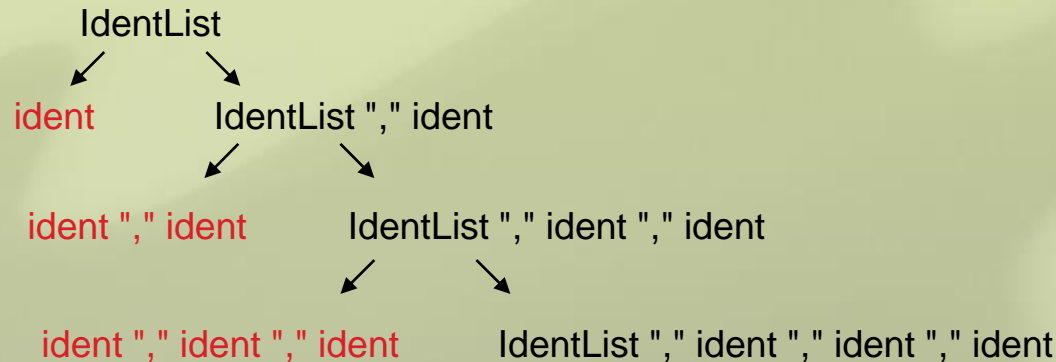 IdentList
ident IdentList "," ident
ident "," ident IdentList "," ident "," ident
ident "," ident "," ident IdentList "," ident "," ident "," ident